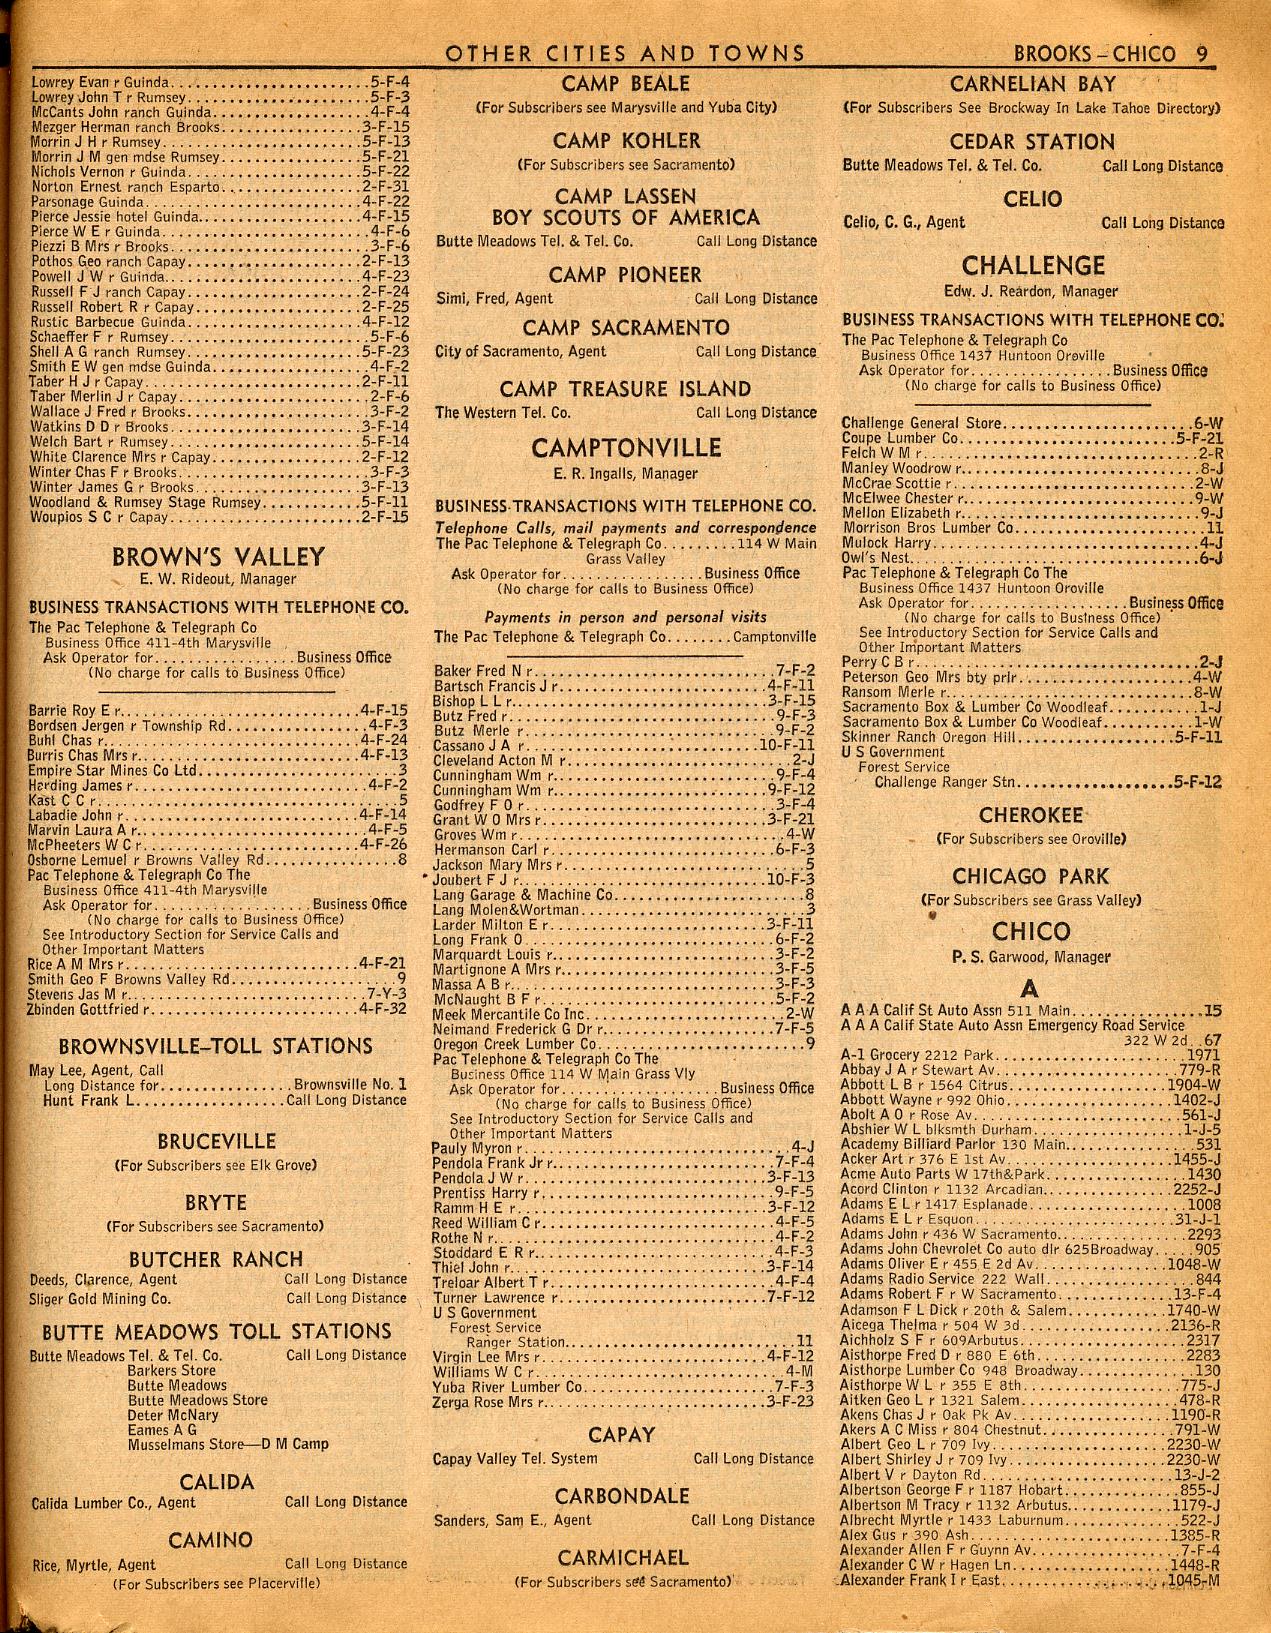 OTHER CITIES AND TOWNS
BROOKS–CHICO 9
Lowrey Evan r Guinda 5-F-4
Lowrey John T r Rumsey 5-F-3
McCants John ranch Guinda 4-F-4
Mezger Herman ranch Brooks 3-F-15
Morrin J H r Rumsey 5-F-13
Morrin J M gen mdse Rumsey 5-F-21
Nichols Vernon r Guinda 5-F-22
Norton Ernest ranch Esparto 2-F-31
Parsonage Guinda 4-F-22
Pierce Jessie hotel Guinda 4-F-15
Pierce W E r Guinda 4-F-6
Piezzi B Mrs r Brooks 3-F-6
Pothos Geo ranch Capay 2-F-13
Powell J W r Guinda 4-F-23
Russell F J ranch Capay 2-F-24
Russell Robert R r Capay 2-F-25
Rustic Barbecue Guinda 4-F-12
Schaeffer F r Rumsey 5-F-6
Shell A G ranch Rumsey 5-F-23
Smith E W gen mdse Guinda 4-F-2
Taber H J r Capay 2-F-11
Taber Merlin J r Capay 2-F-6
Wallace J Fred r Brooks 3-F-2
Watkins D D r Brooks 3-F-14
Welch Bart r Rumsey 5-F-14
White Clarence Mrs r Capay 2-F-12
Winter Chas F r Brooks 3-F-3
Winter James G r Brooks 3-F-13
Woodland & Rumsey Stage Rumsey 5-F-11
Woupios S C r Capay 2-F-15
BROWN'S VALLEY
E. W. Rideout, Manager
BUSINESS TRANSACTIONS WITH TELEPHONE CO.
The Pac Telephone & Telegraph Co
Business Office 411-4th Marysville
Ask Operator for Business Office
(No charge for calls to Business Office)
Barrie Roy E r 4-F-15
Bordsen Jergen r Township Rd 4-F-3
Buhl Chas r 4-F-24
Burris Chas Mrs r 4-F-13
Empire Star Mines Co Ltd 3
Harding James r 4-F-2
Kast C C r 5
Labadie John r 4-F-14
Marvin Laura A r 4-F-5
McPheeters W C r 4-F-26
Osborne Lemuel r Browns Valley Rd 8
Pac Telephone & Telegraph Co The
Business Office 411-4th Marysville
Ask Operator for Business Office
(No charge for calls to Business Office)
See Introductory Section for Service Calls and
Other Important Matters
Rice A M Mrs r 4-F-21
Smith Geo F Browns Valley Rd 9
Stevens Jas M r 7-Y-3
Zbinden Gottfried r 4-F-32
BROWNSVILLE–TOLL STATIONS
May Lee, Agent, Call
Long Distance for Brownsville No. 1
Hunt Frank L Call Long Distance
BRUCEVILLE
(For Subscribers see Elk Grove)
BRYTE
(For Subscribers see Sacramento)
BUTCHER RANCH
Deeds, Clarence, Agent Call Long Distance
Sliger Gold Mining Co. Call Long Distance
BUTTE MEADOWS TOLL STATIONS
Butte Meadows Tel. & Tel. Co. Call Long Distance
Barkers Store
Butte Meadows
Butte Meadows Store
Deter McNary
Eames A G
Musselmans Store—D M Camp
CALIDA
Calida Lumber Co., Agent Call Long Distance
CAMINO
Rice, Myrtle, Agent Call Long Distance
(For Subscribers see Placerville)
CAMP BEALE
(For Subscribers see Marysville and Yuba City)
CAMP KOHLER
(For Subscribers see Sacramento)
CAMP LASSEN
BOY SCOUTS OF AMERICA
Butte Meadows Tel. & Tel. Co. Call Long Distance
CAMP PIONEER
Simi, Fred, Agent Call Long Distance
CAMP SACRAMENTO
City of Sacramento, Agent Call Long Distance
CAMP TREASURE ISLAND
The Western Tel. Co. Call Long Distance
CAMPTONVILLE
E. R. Ingalls, Manager
BUSINESS TRANSACTIONS WITH TELEPHONE CO.
Telephone Calls, mail payments and correspondence
The Pac Telephone & Telegraph Co 114 W Main
Grass Valley
Ask Operator for Business Office
(No charge for calls to Business Office)
Payments in person and personal visits
The Pac Telephone & Telegraph Co Camptonville
Baker Fred N r 7-F-2
Bartsch Francis J r 4-F-11
Bishop L L r 3-F-15
Butz Fred r 9-F-3
Butz Merle r 9-F-2
Cassano J A r 10-F-11
Cleveland Acton M r 2-J
Cunningham Wm r 9-F-4
Cunningham Wm r 9-F-12
Godfrey F O r 3-F-4
Grant W O Mrs r 3-F-21
Groves Wm r 4-W
Hermanson Carl r 6-F-3
Jackson Mary Mrs r 5
Joubert F J r 10-F-3
Lang Garage & Machine Co 8
Lang Molen&Wortman 3
Larder Milton E r 3-F-11
Long Frank O 6-F-2
Marquardt Louis r 3-F-2
Martignone A Mrs r 3-F-5
Massa A B r 3-F-3
McNaught B F r 5-F-2
Meek Mercantile Co Inc 2-W
Neimand Frederick G Dr r 7-F-5
Oregon Creek Lumber Co 9
Pac Telephone & Telegraph Co The
Business Office 114 W Main Grass Vly
Ask Operator for Business Office
(No charge for calls to Business Office)
See Introductory Section for Service Calls and
Other Important Matters
Pauly Myron r 4-J
Pendola Frank Jr r 7-F-4
Pendola J W r 3-F-13
Prentiss Harry r 9-F-5
Ramm H E r 3-F-12
Reed William C r 4-F-5
Rothe N r 4-F-2
Stoddard E R r 4-F-3
Thiel John r 3-F-14
Treloar Albert T r 4-F-4
Turner Lawrence r 7-F-12
U S Government
Forest Service
Ranger Station 11
Virgin Lee Mrs r 4-F-12
Williams W C r 4-M
Yuba River Lumber Co 7-F-3
Zerga Rose Mrs r 3-F-23
CAPAY
Capay Valley Tel. System Call Long Distance
CARBONDALE
Sanders, Sam E., Agent Call Long Distance
CARMICHAEL
(For Subscribers see Sacramento)
CARNELIAN BAY
(For Subscribers See Brockway In Lake Tahoe Directory)
CEDAR STATION
Butte Meadows Tel. & Tel. Co. Call Long Distance
CELIO
Celio, C. G., Agent Call Long Distance
CHALLENGE
Edw. J. Reardon, Manager
BUSINESS TRANSACTIONS WITH TELEPHONE CO.
The Pac Telephone & Telegraph Co
Business Office 1437 Huntoon Oroville
Ask Operator for Business Office
(No charge for calls to Business Office)
Challenge General Store 6-W
Coupe Lumber Co 5-F-21
Felch W M r 2-R
Manley Woodrow r 8-J
McCrae Scottie r 2-W
McElwee Chester r 9-W
Mellon Elizabeth r 9-J
Morrison Bros Lumber Co 11
Mulock Harry 4-J
Owl's Nest 6-J
Pac Telephone & Telegraph Co The
Business Office 1437 Huntoon Oroville
Ask Operator for Business Office
(No charge for calls to Business Office)
See Introductory Section for Service Calls and
Other Important Matters
Perry C B r 2-J
Peterson Geo Mrs bty prlr 4-W
Ransom Merle r 8-W
Sacramento Box & Lumber Co Woodleaf 1-J
Sacramento Box & Lumber Co Woodleaf 1-W
Skinner Ranch Oregon Hill 5-F-11
U S Government
Forest Service
Challenge Ranger Stn 5-F-12
CHEROKEE
(For Subscribers see Oroville)
CHICAGO PARK
(For Subscribers see Grass Valley)
CHICO
P. S. Garwood, Manager
A
A A A Calif St Auto Assn 511 Main 15
A A A Calif State Auto Assn Emergency Road Service
322 W 2d 67
A-1 Grocery 2212 Park 1971
Abbay J A r Stewart Av 779-R
Abbott L B r 1564 Citrus 1904-W
Abbott Wayne r 992 Ohio 1402-J
Abolt A O r Rose Av 561-J
Abshier W L blksmth Durham 1-J-5
Academy Billiard Parlor 130 Main 531
Acker Art r 376 E 1st Av 1455-J
Acme Auto Parts W 17th&Park 1430
Acord Clinton r 1132 Arcadian 2252-J
Adams E L r 1417 Esplanade 1008
Adams E L r Esquon 31-J-1
Adams John r 436 W Sacramento 2293
Adams John Chevrolet Co auto dlr 625Broadway 905
Adams Oliver E r 455 E 2d Av 1048-W
Adams Radio Service 222 Wall 844
Adams Robert F r W Sacramento 13-F-4
Adamson F L Dick r 20th & Salem 1740-W
Aicega Thelma r 504 W 3d 2136-R
Aichholz S F r 609Arbutus 2317
Aisthorpe Fred D r 880 E 6th 2283
Aisthorpe Lumber Co 948 Broadway 130
Aisthorpe W L r 355 E 8th 775-J
Aitken Geo L r 1321 Salem 478-R
Akens Chas J r Oak Pk Av 1190-R
Akers A C Miss r 804 Chestnut 791-W
Albert Geo L r 709 Ivy 2230-W
Albert Shirley J r 709 Ivy 2230-W
Albert V r Dayton Rd 13-J-2
Albertson George F r 1187 Hobart 855-J
Albertson M Tracy r 1132 Arbutus 1179-J
Albrecht Myrtle r 1433 Laburnum 522-J
Alex Gus r 390 Ash 1385-R
Alexander Allen F r Guynn Av 7-F-4
Alexander C W r Hagen Ln 1448-R
Alexander Frank I r East 1045-M